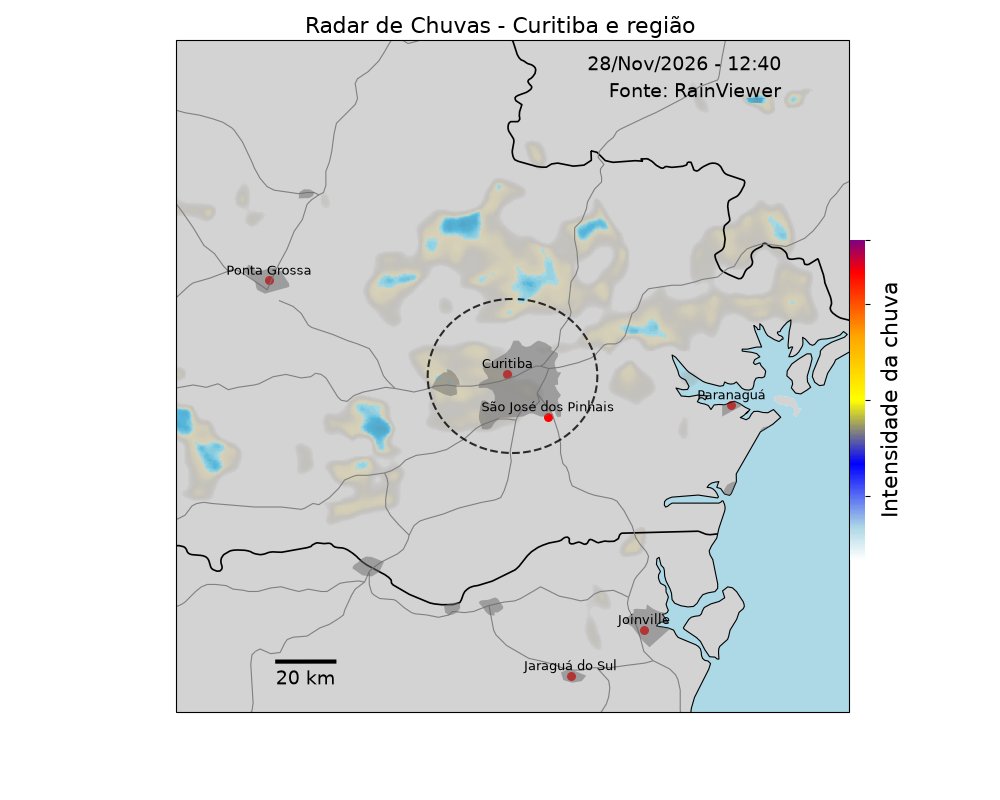 Radar de Chuvas - Curitiba e região
28/Nov/2026 - 12:40
Fonte: RainViewer
Ponta Grossa
Curitiba
São José dos Pinhais
Paranaguá
Joinville
Jaraguá do Sul
20 km
Intensidade da chuva